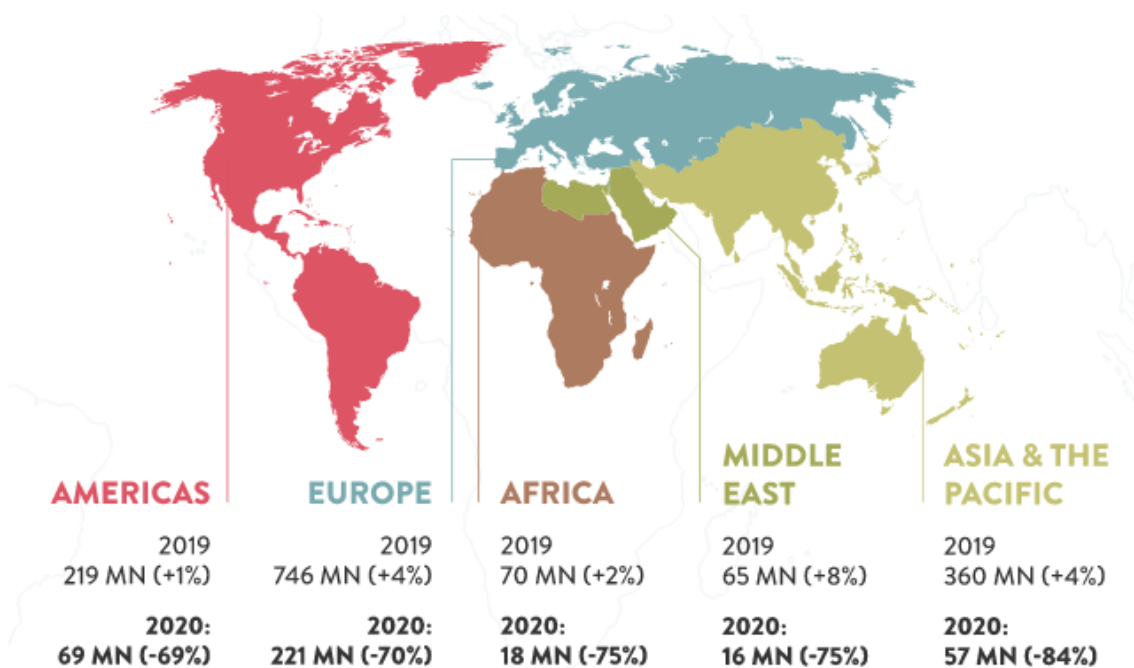 AMERICAS
2019
219 MN (+1%)
2020:
69 MN (-69%)
EUROPE
2019
746 MN (+4%)
2020:
221 MN (-70%)
AFRICA
2019
70 MN (+2%)
2020:
18 MN (-75%)
MIDDLE
EAST
2019
65 MN (+8%)
2020:
16 MN (-75%)
ASIA & THE
PACIFIC
2019
360 MN (+4%)
2020:
57 MN (-84%)